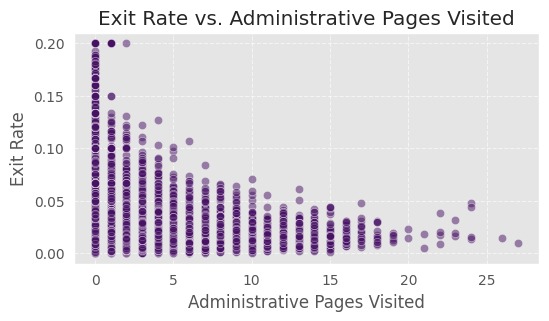 Exit Rate vs. Administrative Pages Visited
Exit Rate
0.20
0.15
0.10
0.05
0.00
0 5 10 15 20 25
Administrative Pages Visited